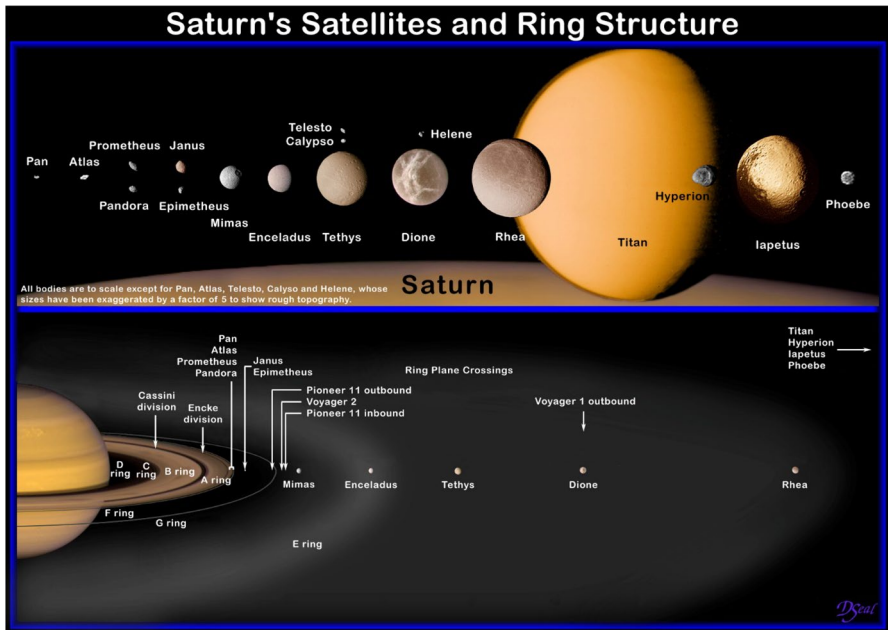 Saturn's Satellites and Ring Structure
Pan
Atlas
Prometheus
Pandora
Janus
Epimetheus
Mimas
Enceladus
Telesto
Calypso
Tethys
Helene
Dione
Rhea
Titan
Hyperion
Iapetus
Phoebe
Saturn
All bodies are to scale except for Pan, Atlas, Telesto, Calyso and Helene, whose
sizes have been exaggerated by a factor of 5 to show rough topography.
Pan
Atlas
Prometheus
Pandora
Janus
Epimetheus
Cassini
division
Encke
division
Pioneer 11 outbound
Voyager 2
Pioneer 11 inbound
Ring Plane Crossings
Voyager 1 outbound
Titan
Hyperion
Iapetus
Phoebe
D
ring
C
ring
B ring
A ring
F ring
G ring
E ring
Mimas
Enceladus
Tethys
Dione
Rhea
DSeal